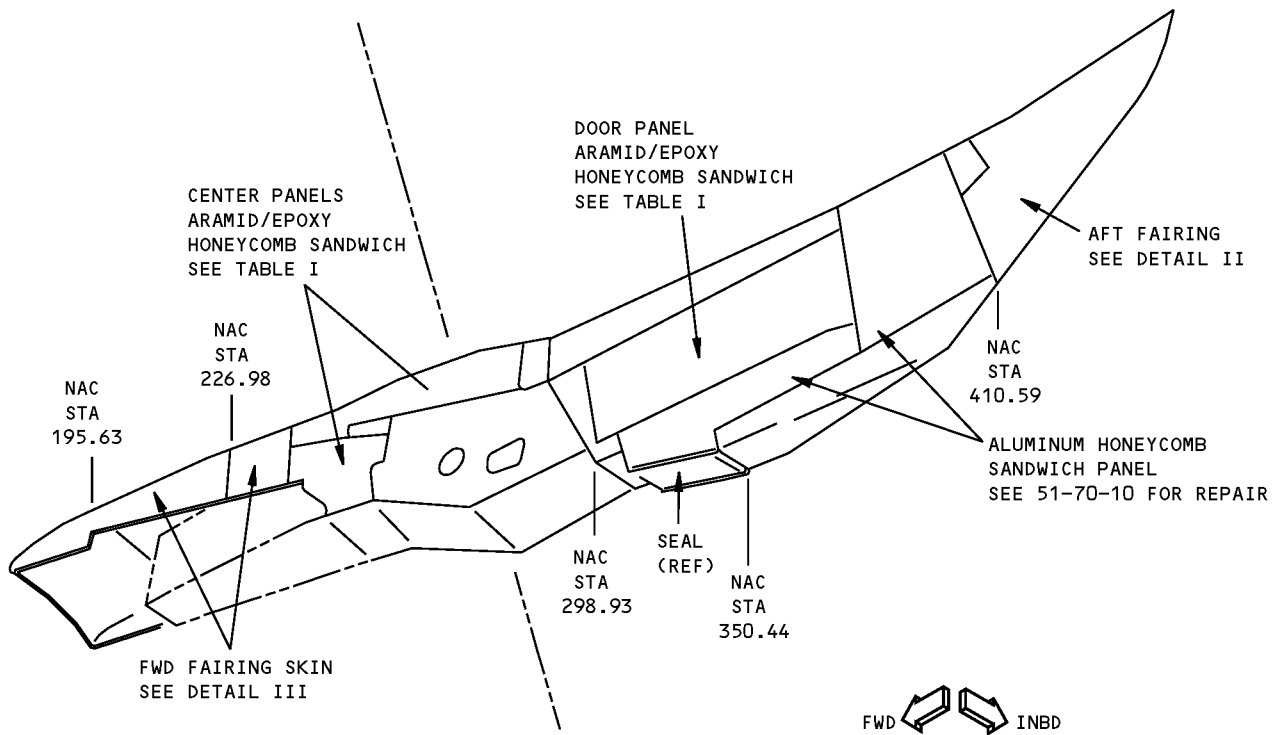 DOOR PANEL
ARAMID/EPOXY
HONEYCOMB SANDWICH
SEE TABLE I
CENTER PANELS
ARAMID/EPOXY
HONEYCOMB SANDWICH
SEE TABLE I
AFT FAIRING
SEE DETAIL II
NAC
STA
226.98
NAC
STA
410.59
NAC
STA
195.63
ALUMINUM HONEYCOMB
SANDWICH PANEL
SEE 51-70-10 FOR REPAIR
SEAL
(REF)
NAC
STA
298.93
NAC
STA
350.44
FWD FAIRING SKIN
SEE DETAIL III
FWD
INBD